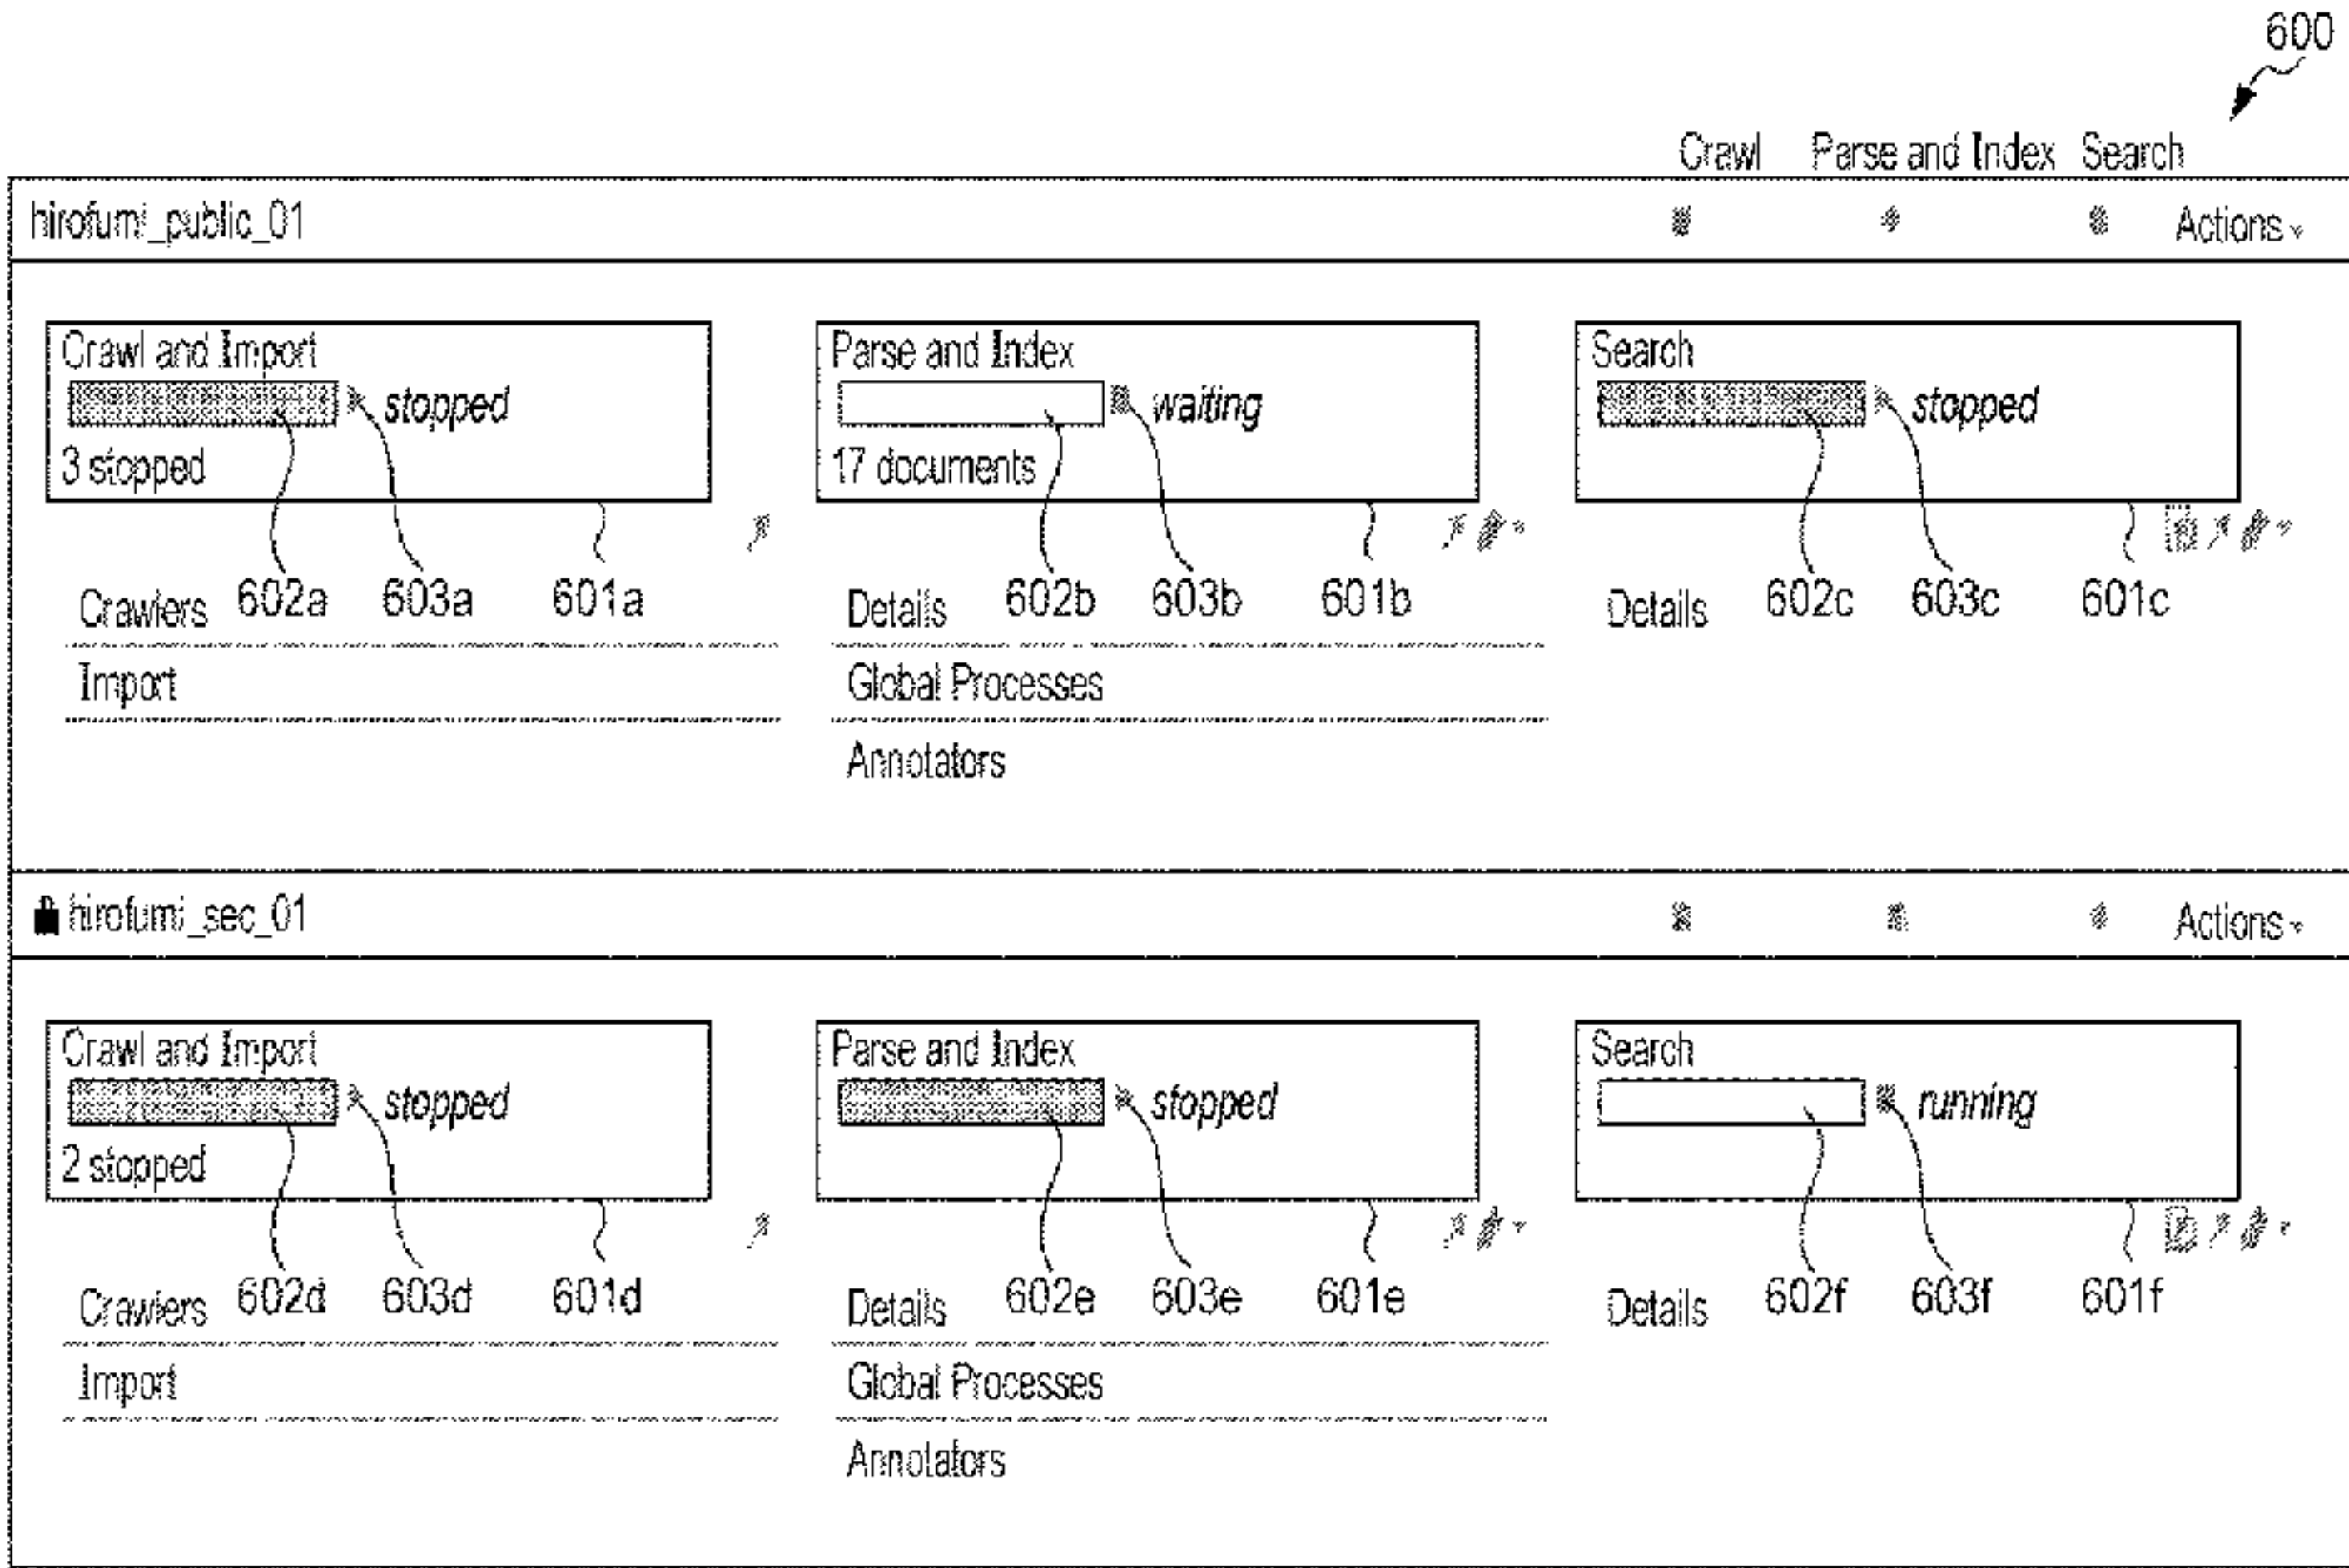 600
Crawl Parse and Index Search
hirofumi_public_01 Actions
Crawl and Import Parse and Index Search
stopped waiting stopped
3 stopped 17 documents
Crawlers 602a 603a 601a Details 602b 603b 601b Details 602c 603c 601c
Import Global Processes
Annotators
hirofumi_sec_01 Actions
Crawl and Import Parse and Index Search
stopped stopped running
2 stopped
Crawlers 602d 603d 601d Details 602e 603e 601e Details 602f 603f 601f
Import Global Processes
Annotators